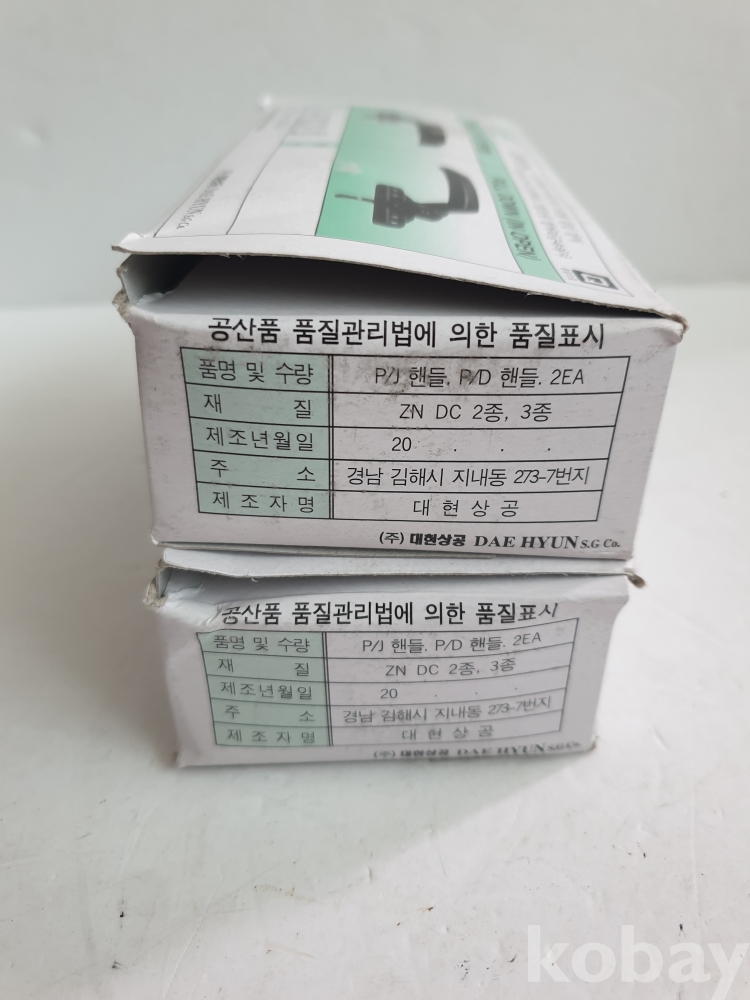 공산품 품질관리법에 의한 품질표시
품명 및 수량 P/J 핸들, P/D 핸들. 2EA
재 질 ZN DC 2종, 3종
제조년월일 20 . . .
주 소 경남 김해시 지내동 273-7번지
제 조 자 명 대 현 상 공
(주) 대현상공 DAE HYUN S.G Co.
공산품 품질관리법에 의한 품질표시
품명 및 수량 P/J 핸들, P/D 핸들. 2EA
재 질 ZN DC 2종, 3종
제조년월일 20 . . .
주 소 경남 김해시 지내동 273-7번지
제 조 자 명 대 현 상 공
(주) 대현상공 DAE HYUN S.G Co.
kobay